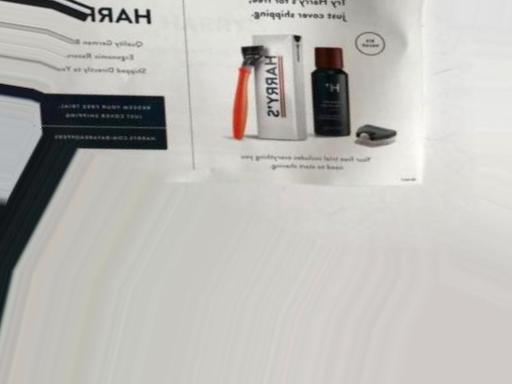 Try Harry's for free,
just cover shipping.
HARRY'S
H'
Your free trial includes everything you
need to start shaving.
HARR
Quality German
Ergonomic Razors.
Shipped Directly to You
REDEEM YOUR FREE TRIAL,
JUST COVER SHIPPING